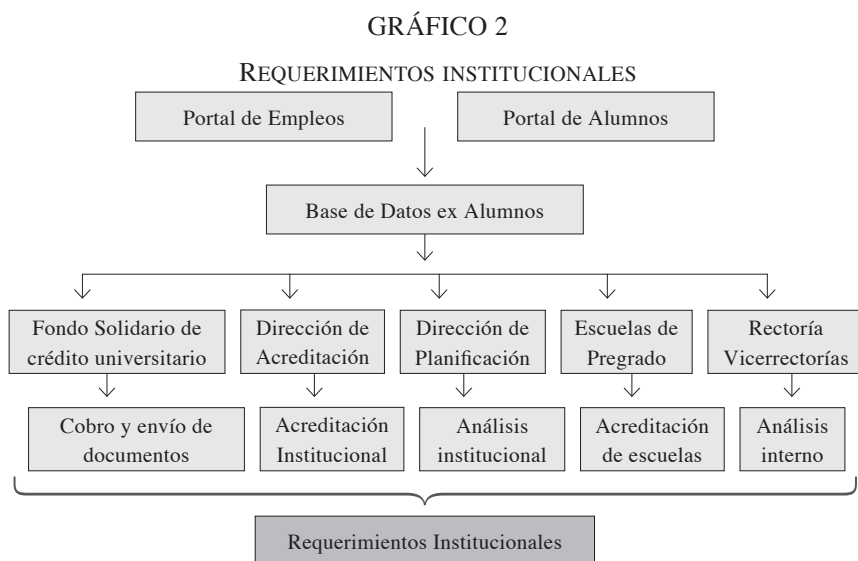 GRÁFICO 2
REQUERIMIENTOS INSTITUCIONALES
Portal de Empleos
Portal de Alumnos
Base de Datos ex Alumnos
Fondo Solidario de
crédito universitario
Dirección de
Acreditación
Dirección de
Planificación
Escuelas de
Pregrado
Rectoría
Vicerrectorías
Cobro y envío de
documentos
Acreditación
Institucional
Análisis
institucional
Acreditación
de escuelas
Análisis
interno
Requerimientos Institucionales